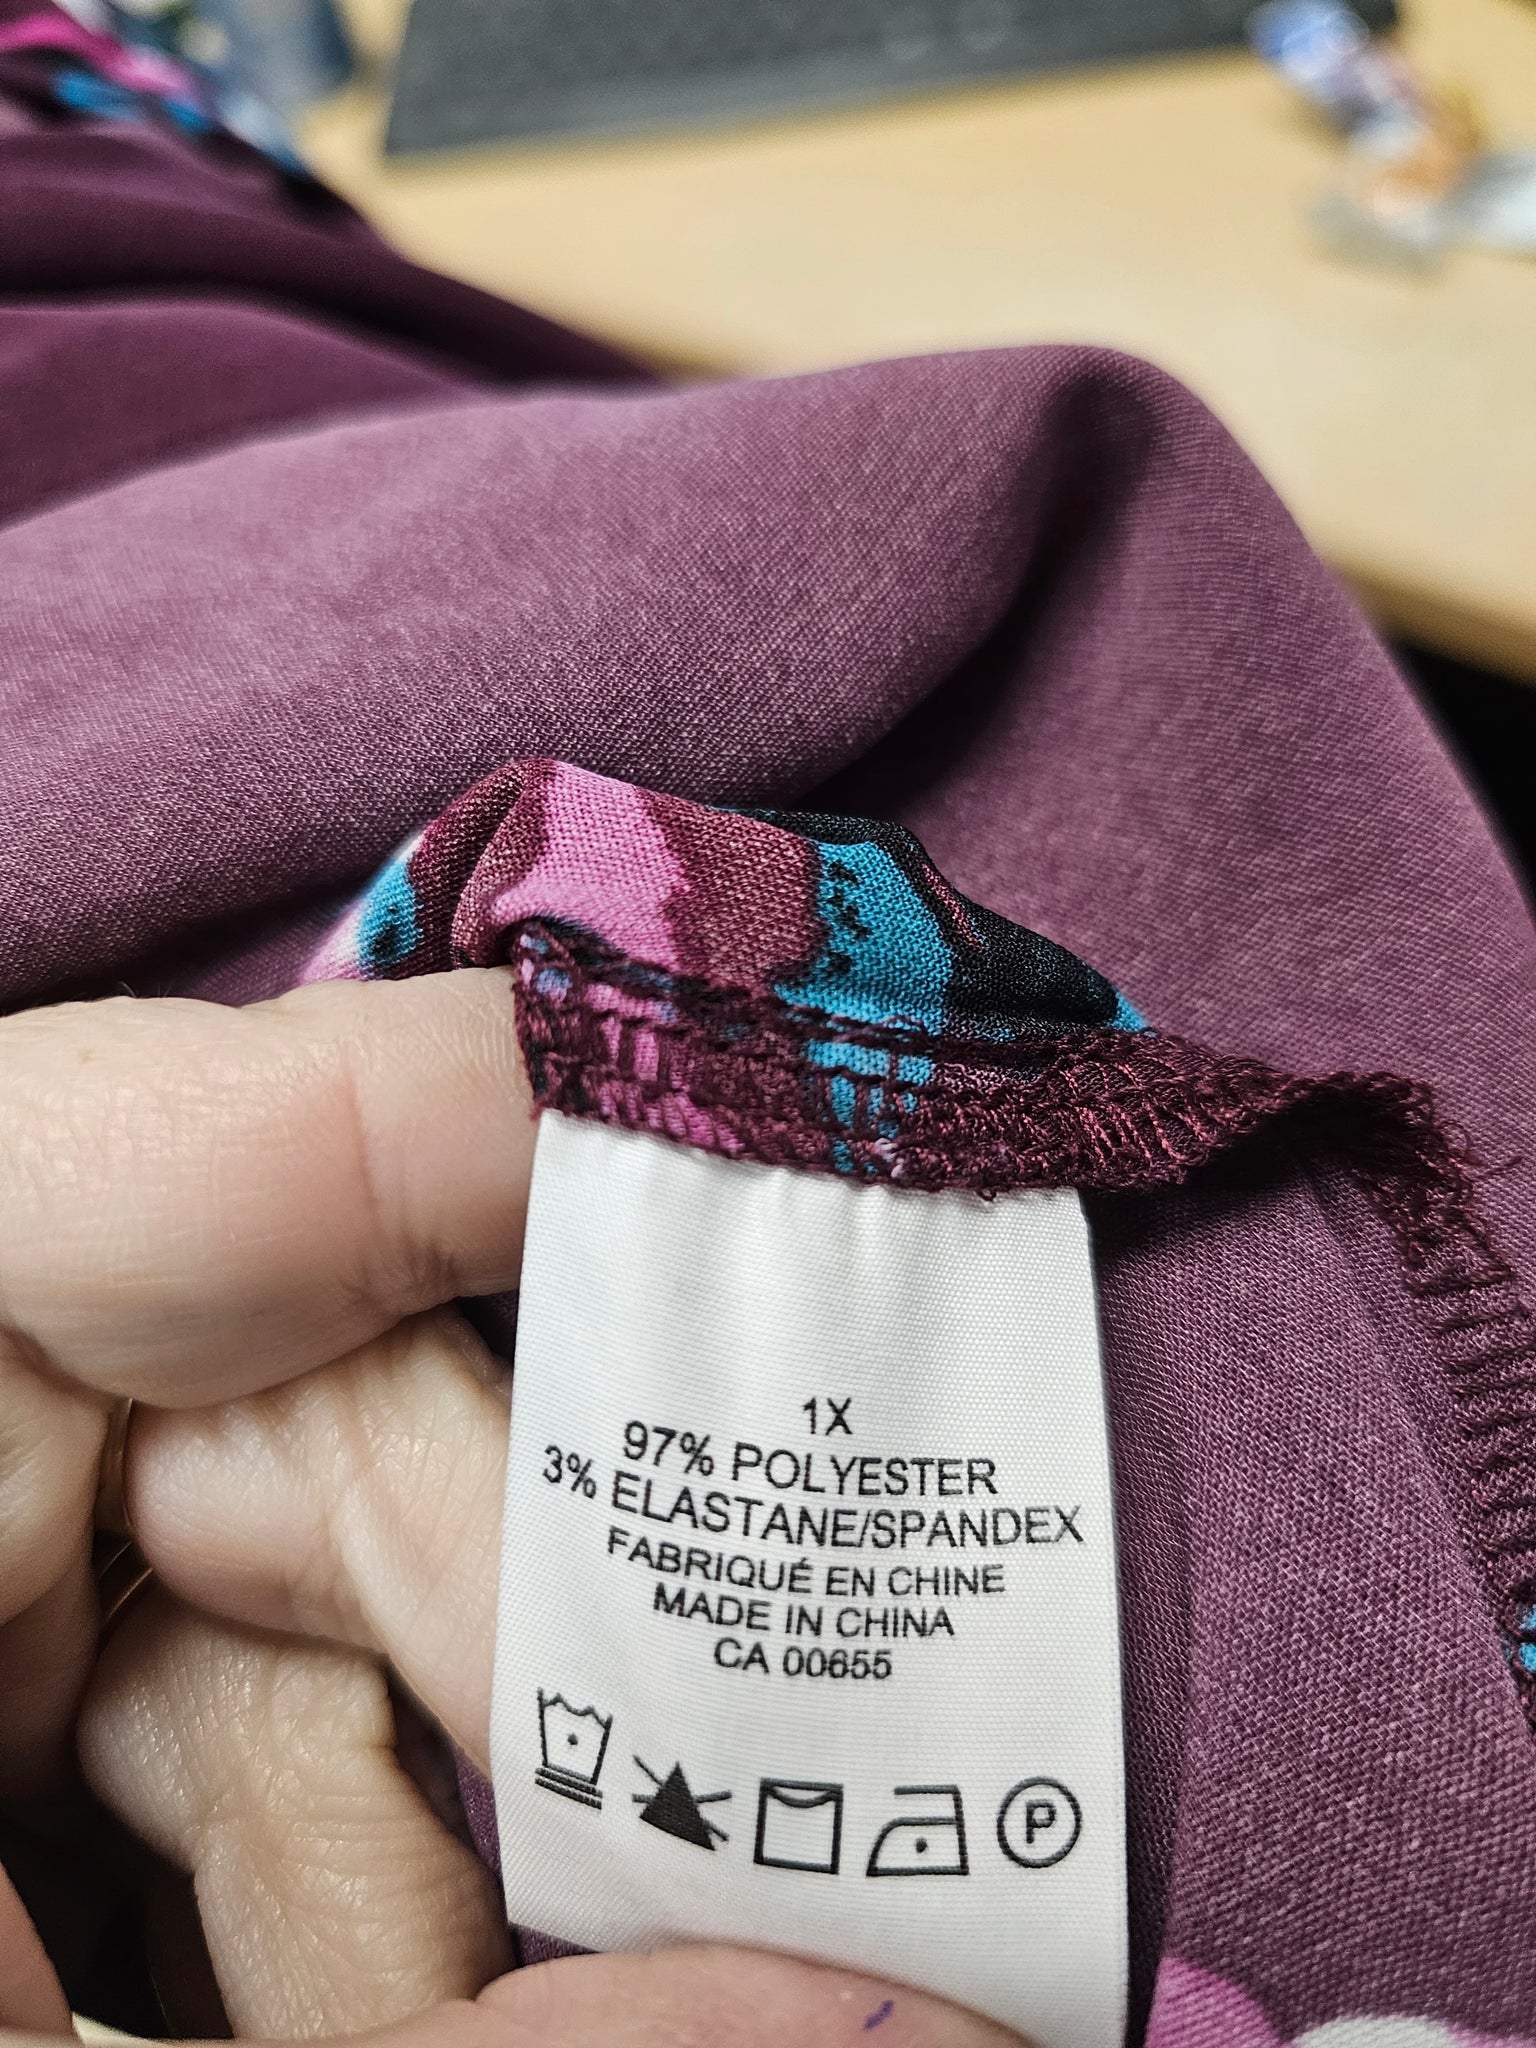 1X
97% POLYESTER
3% ELASTANE/SPANDEX
FABRIQUÉ EN CHINE
MADE IN CHINA
CA 00655
P